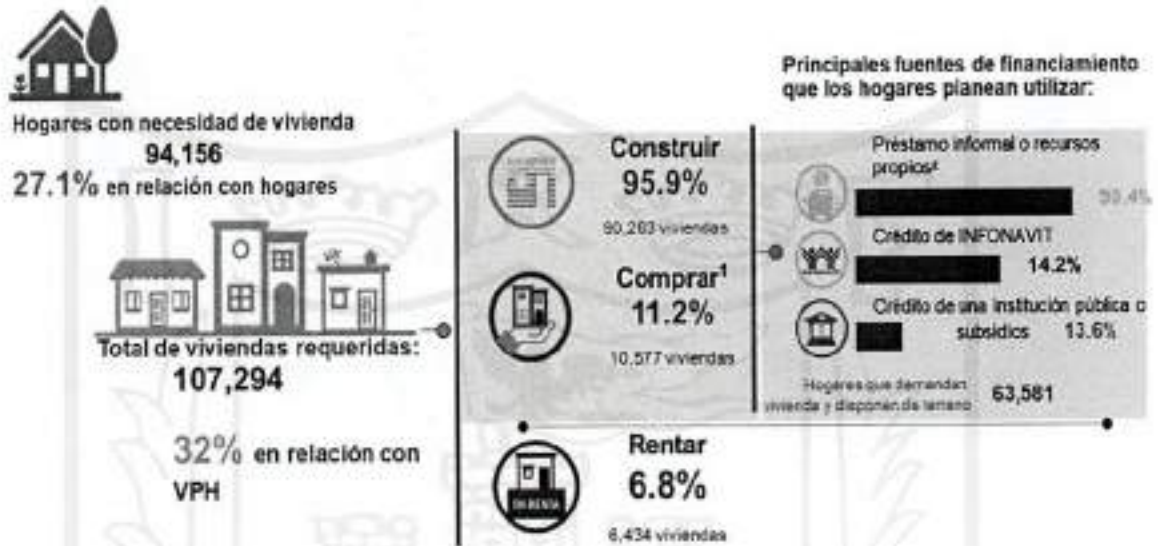 Hogares con necesidad de vivienda
94,156
27.1% en relación con hogares
Total de viviendas requeridas:
107,294
32% en relación con
VPH
Construir
95.9%
90,263 viviendas
Comprar¹
11.2%
10,577 viviendas
Rentar
6.8%
6,434 viviendas
EN RENTA
Principales fuentes de financiamiento
que los hogares planean utilizar:
Préstamo informal o recursos
propios²
90.4%
Crédito de INFONAVIT
14.2%
Crédito de una institución pública o
subsidios 13.6%
Hogares que demandan
vivienda y disponen de terreno
63,581